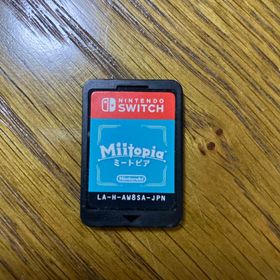 NINTENDO
SWITCH
Miitopia
ミートピア
Nintendo
LA-H-AW8SA-JPN